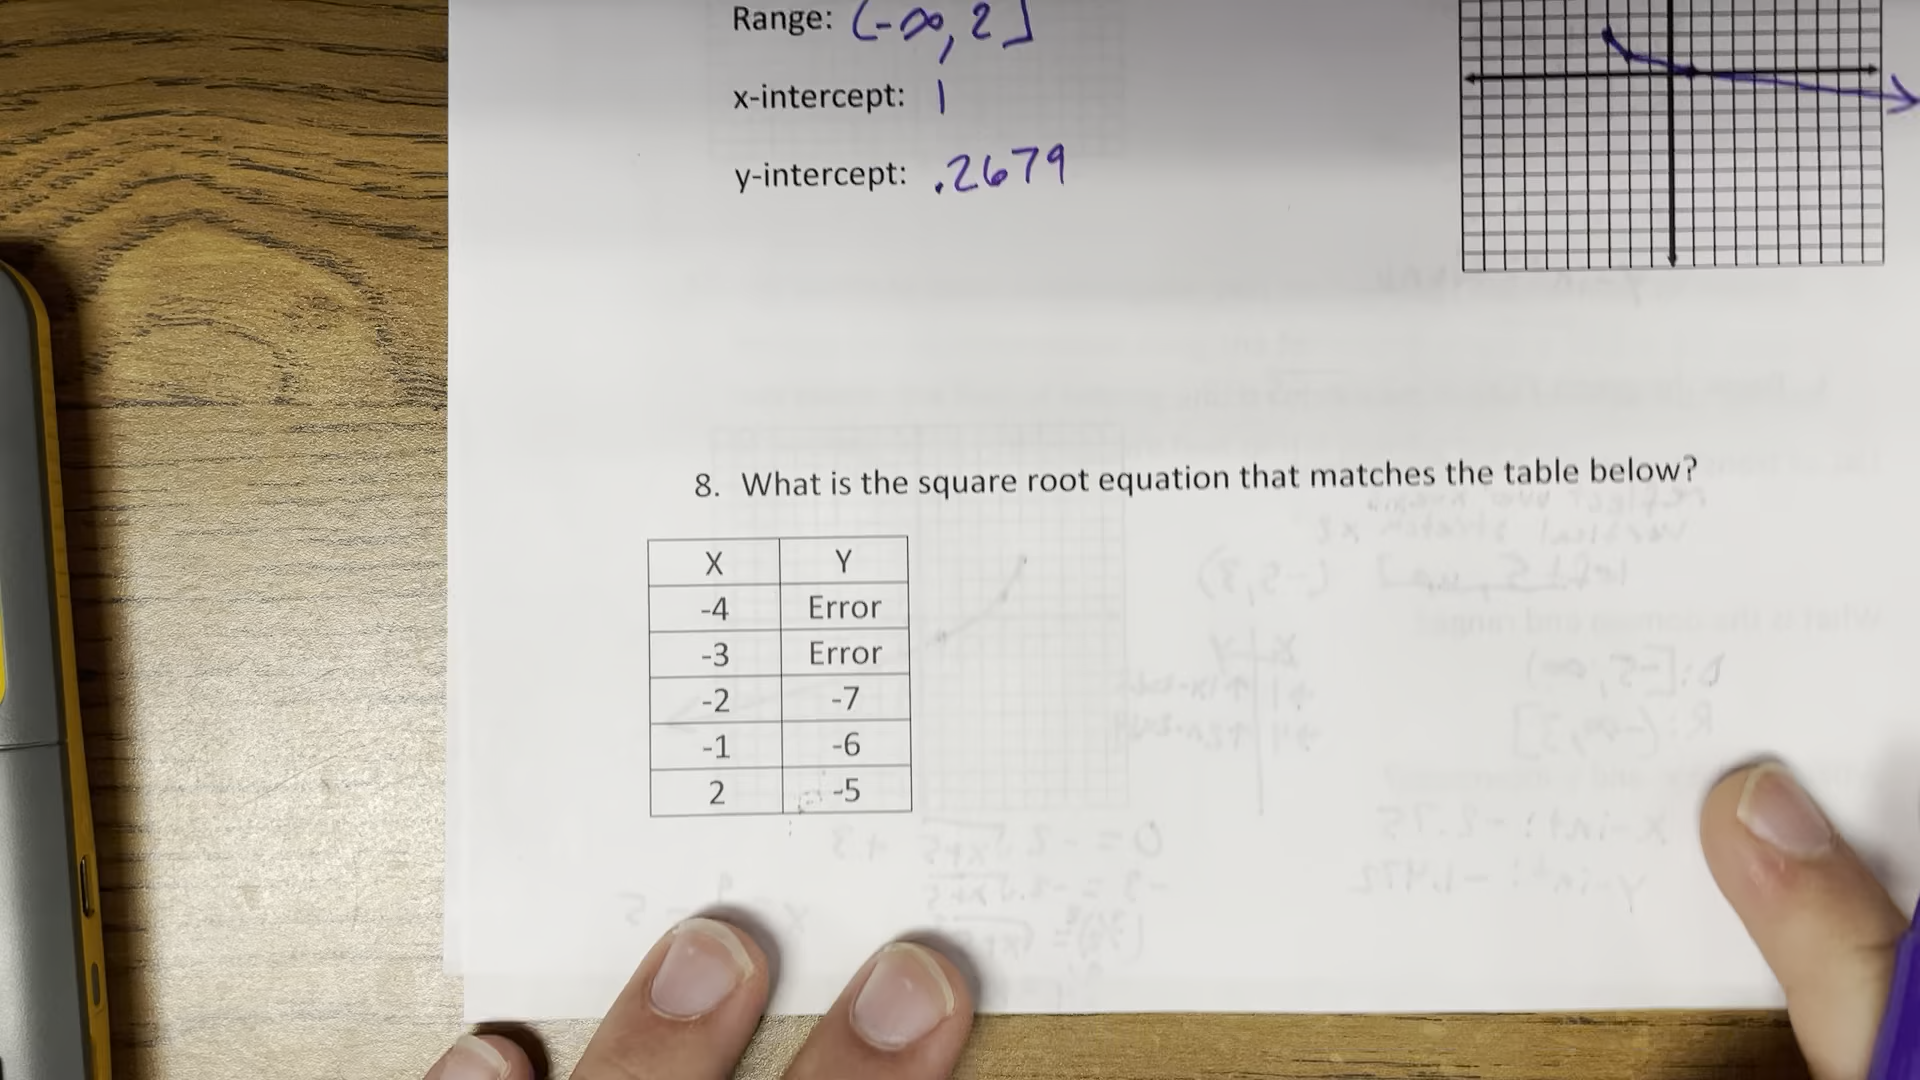 Range: (-∞, 2]
x-intercept: 1
y-intercept: .2679
8. What is the square root equation that matches the table below?
X Y
-4 Error
-3 Error
-2 -7
-1 -6
2 -5